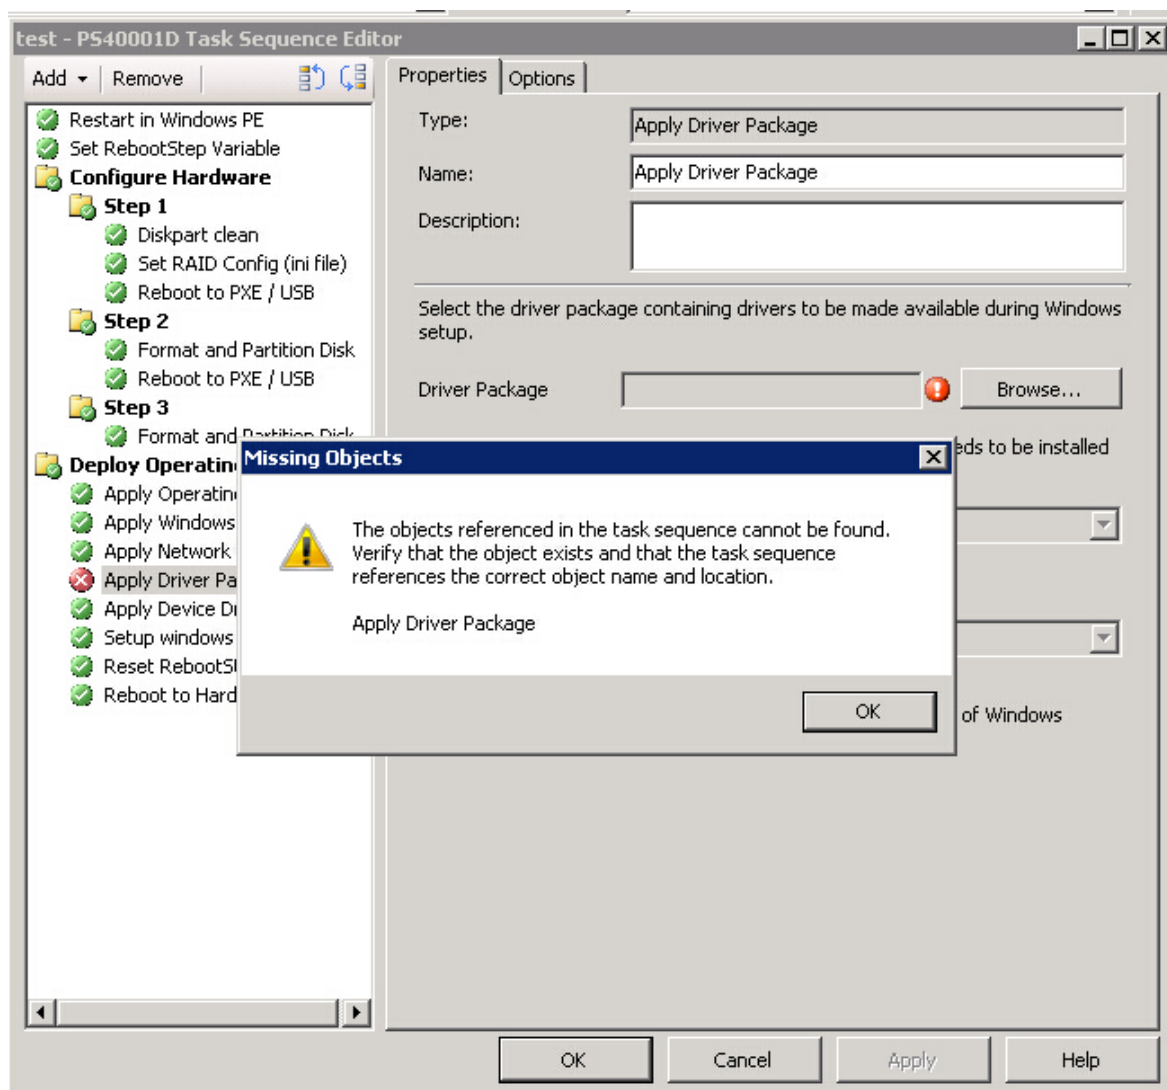 test - PS40001D Task Sequence Editor
Add
Remove
Restart in Windows PE
Set RebootStep Variable
Configure Hardware
Step 1
Diskpart clean
Set RAID Config (ini file)
Reboot to PXE / USB
Step 2
Format and Partition Disk
Reboot to PXE / USB
Step 3
Format and Partition Disk
Deploy Operatin
Apply Operatin
Apply Windows
Apply Network
Apply Driver Pa
Apply Device D
Setup windows
Reset RebootS
Reboot to Hard
Properties
Options
Type:
Apply Driver Package
Name:
Apply Driver Package
Description:
Select the driver package containing drivers to be made available during Windows
setup.
Driver Package
Browse...
eds to be installed
of Windows
Missing Objects
The objects referenced in the task sequence cannot be found.
Verify that the object exists and that the task sequence
references the correct object name and location.
Apply Driver Package
OK
OK
Cancel
Apply
Help